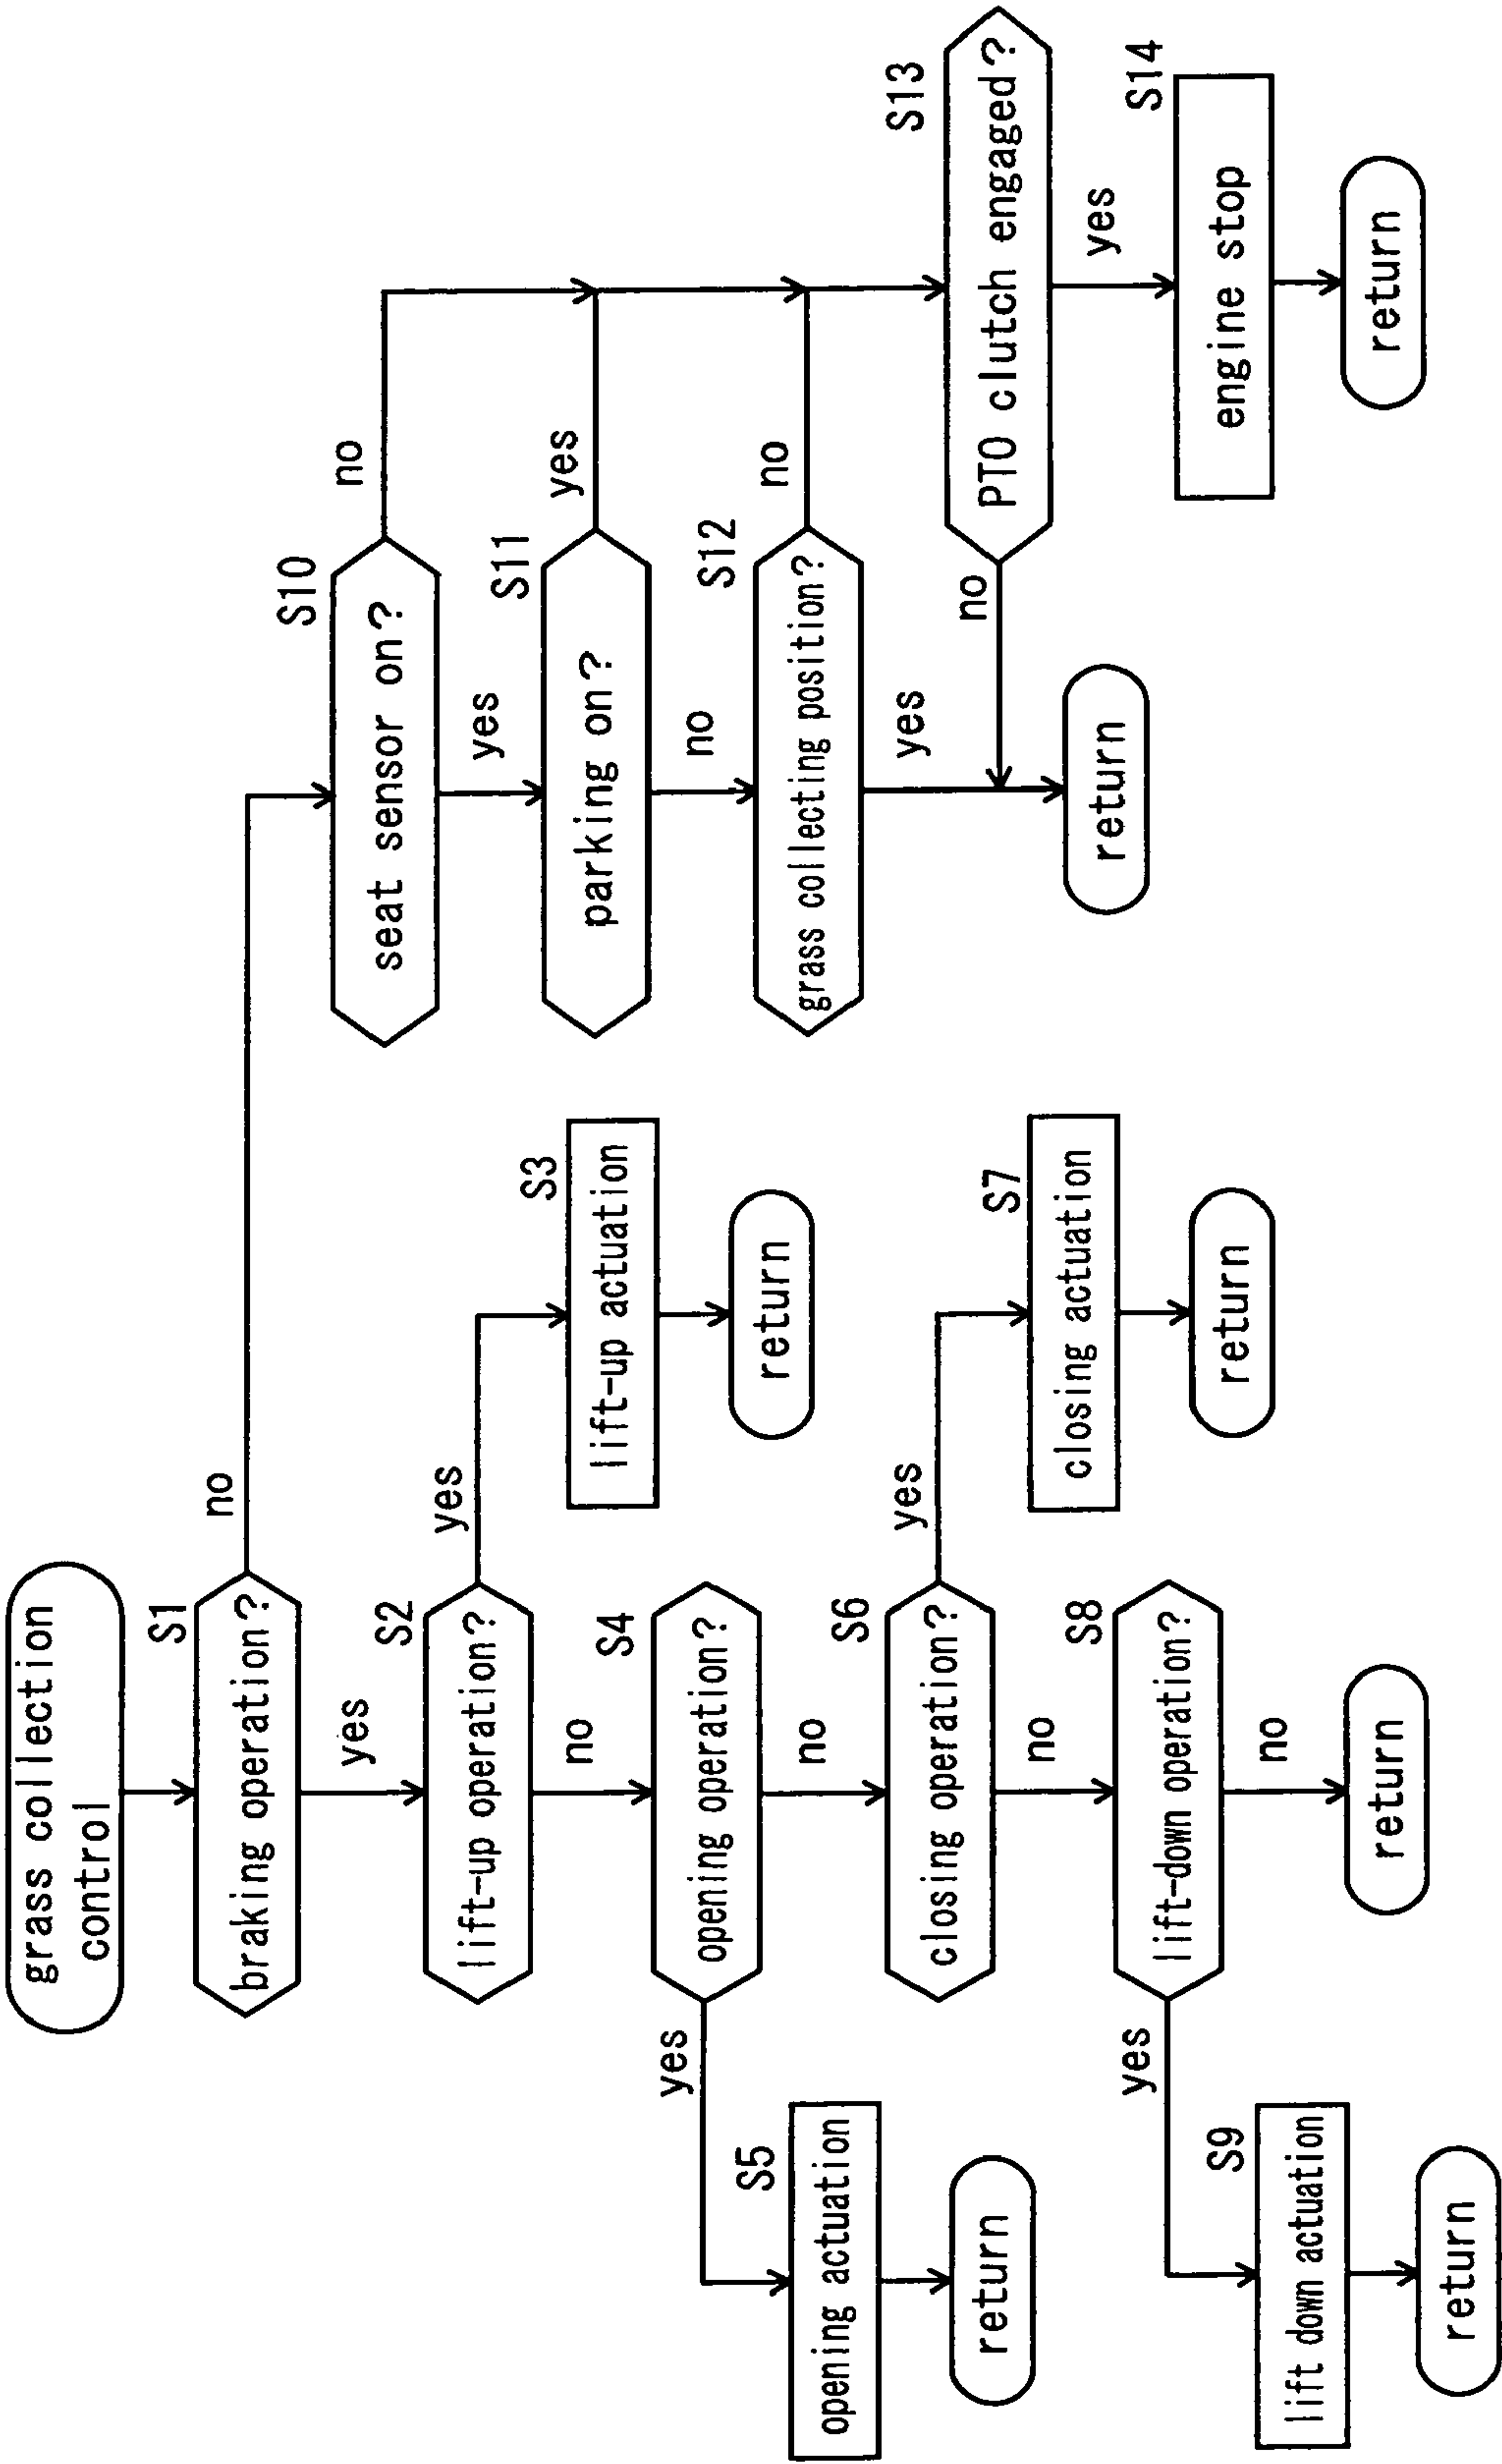 grass collection
control
S1
braking operation?
no
yes
S2
lift-up operation?
yes
S3
lift-up actuation
return
no
S4
opening operation?
yes
S5
opening actuation
return
no
S6
closing operation?
yes
S7
closing actuation
return
no
S8
lift-down operation?
yes
S9
lift down actuation
return
no
return
S10
seat sensor on?
no
yes
S11
parking on?
yes
no
S12
grass collecting position?
no
yes
return
S13
PTO clutch engaged?
no
yes
S14
engine stop
return